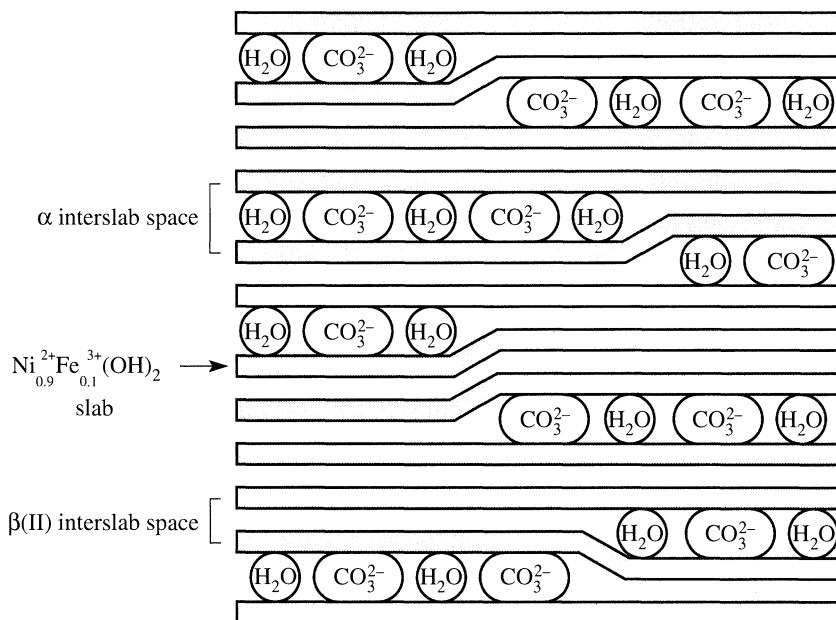 H₂O CO₃²⁻ H₂O
CO₃²⁻ H₂O CO₃²⁻ H₂O
α interslab space
H₂O CO₃²⁻ H₂O CO₃²⁻ H₂O
H₂O CO₃²⁻
H₂O CO₃²⁻ H₂O
Ni₀.₉²⁺Fe₀.₁³⁺(OH)₂
slab
CO₃²⁻ H₂O CO₃²⁻ H₂O
β(II) interslab space
H₂O CO₃²⁻ H₂O
H₂O CO₃²⁻ H₂O CO₃²⁻